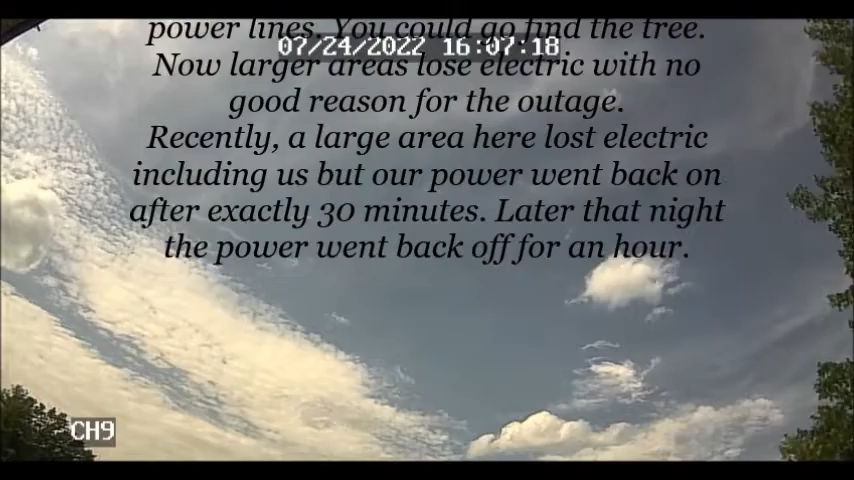 power lines. You could go find the tree.
07/24/2022 16:07:18
Now larger areas lose electric with no
good reason for the outage.
Recently, a large area here lost electric
including us but our power went back on
after exactly 30 minutes. Later that night
the power went back off for an hour.
CH9